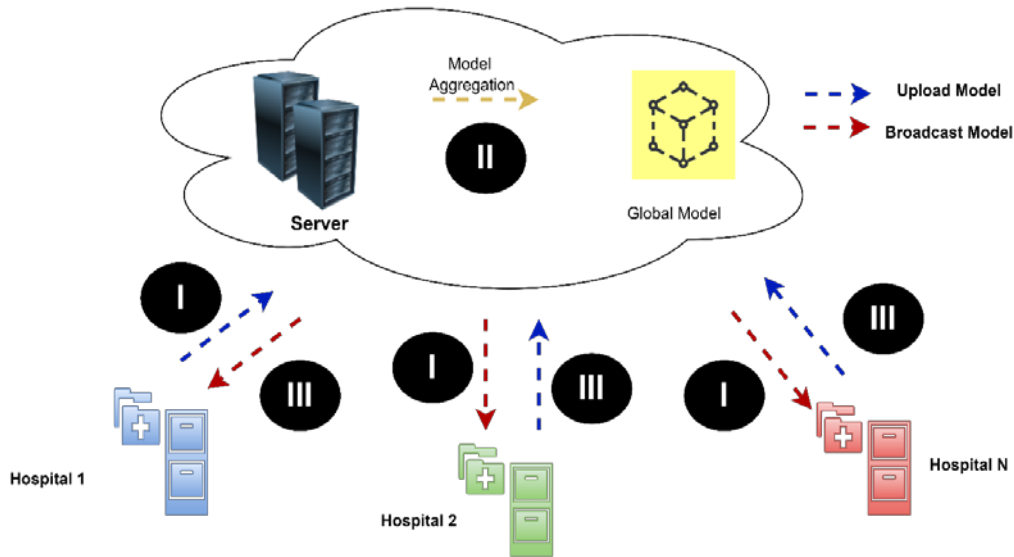 Model
Aggregation
Upload Model
Broadcast Model
II
Server
Global Model
I
III
I
III
I
III
Hospital 1
Hospital 2
Hospital N